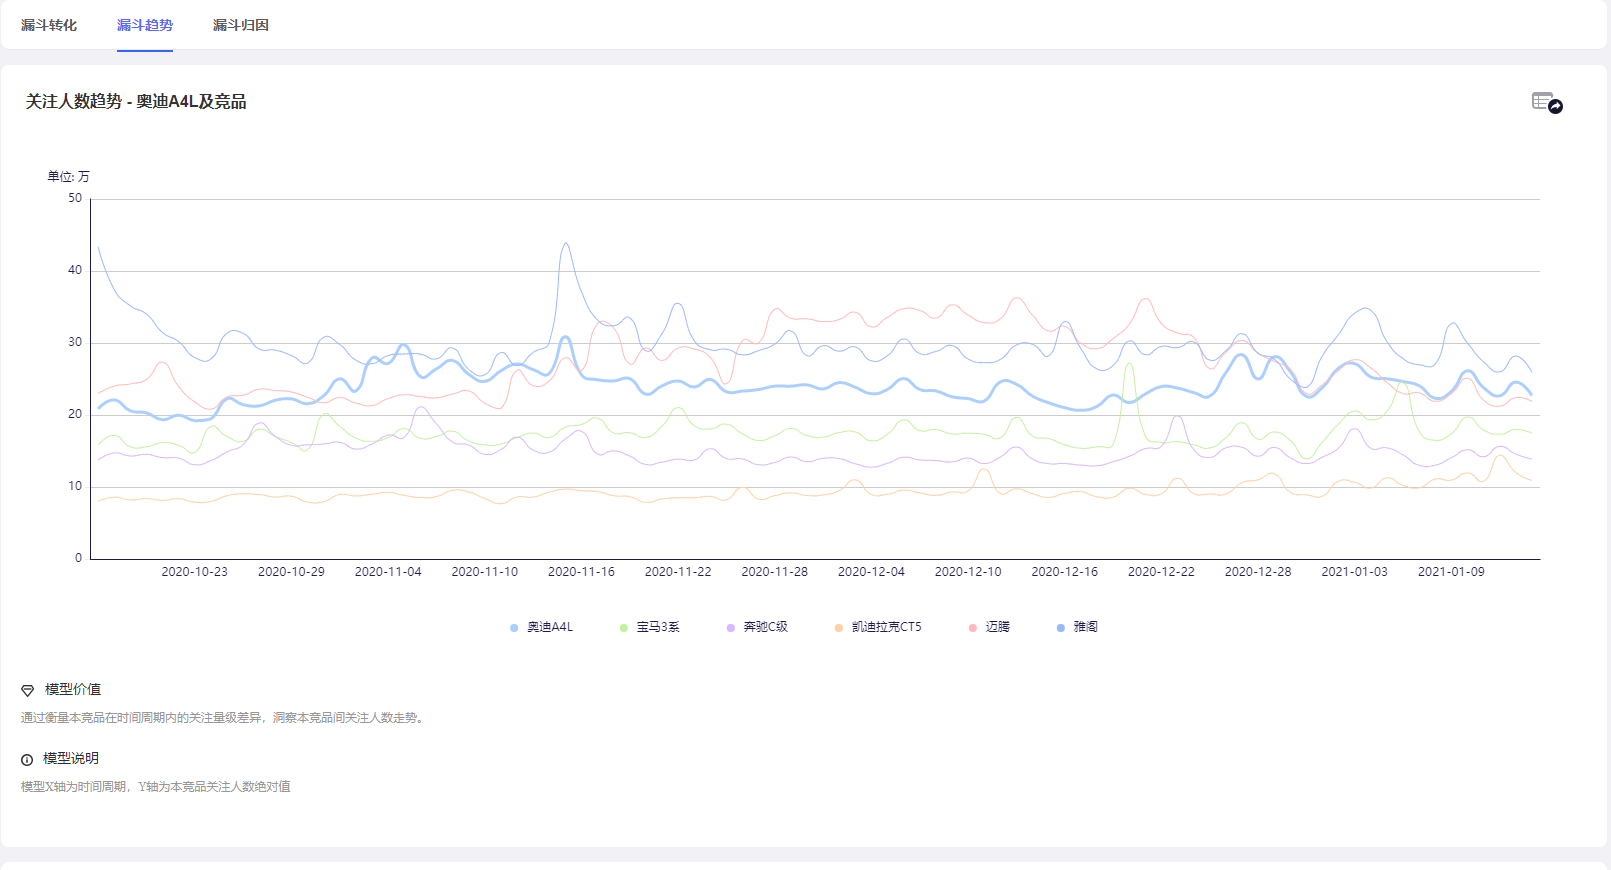 漏斗转化 漏斗趋势 漏斗归因
关注人数趋势 - 奥迪A4L及竞品
单位: 万
50
40
30
20
10
0
2020-10-23 2020-10-29 2020-11-04 2020-11-10 2020-11-16 2020-11-22 2020-11-28 2020-12-04 2020-12-10 2020-12-16 2020-12-22 2020-12-28 2021-01-03 2021-01-09
奥迪A4L 宝马3系 奔驰C级 凯迪拉克CT5 迈腾 雅阁
模型价值
通过衡量本竞品在时间周期内的关注量级差异，洞察本竞品间关注人数走势。
模型说明
模型X轴为时间周期，Y轴为本竞品关注人数绝对值